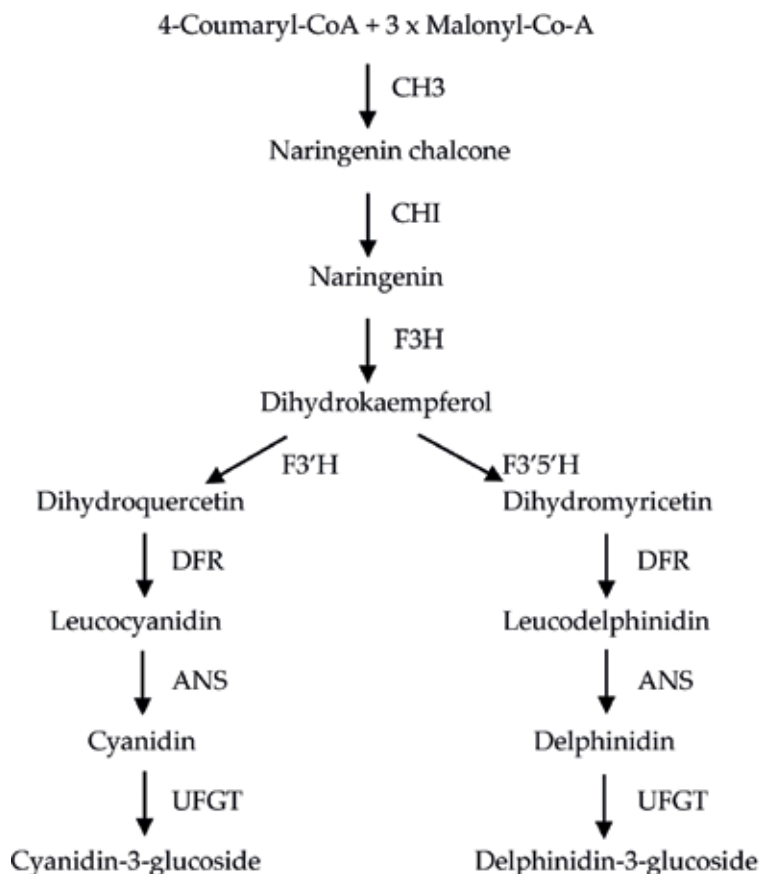 4-Coumaryl-CoA + 3 x Malonyl-Co-A
CH3
Naringenin chalcone
CHI
Naringenin
F3H
Dihydrokaempferol
F3′H
F3′5′H
Dihydroquercetin
Dihydromyricetin
DFR
DFR
Leucocyanidin
Leucodelphinidin
ANS
ANS
Cyanidin
Delphinidin
UFGT
UFGT
Cyanidin-3-glucoside
Delphinidin-3-glucoside